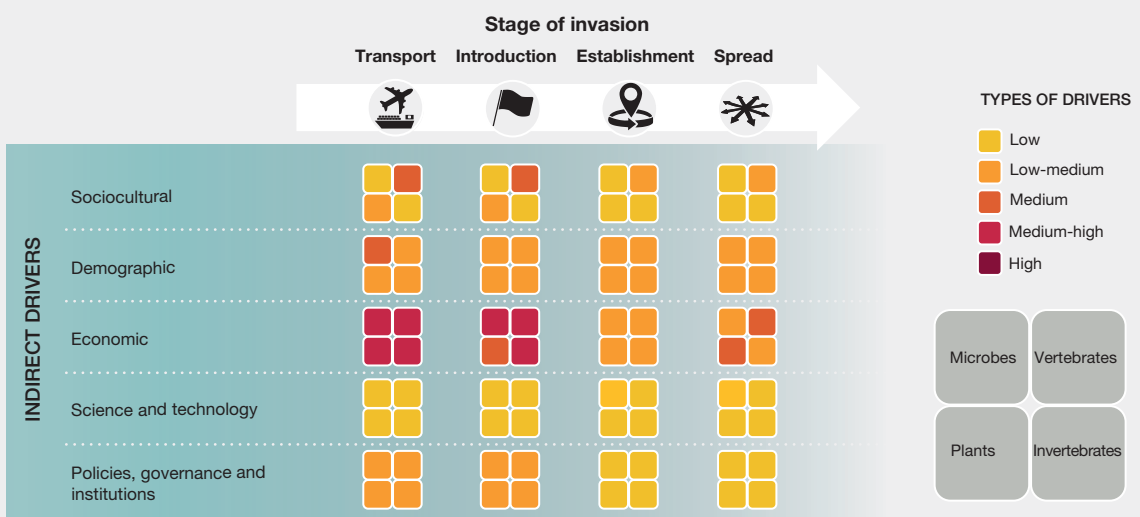 Stage of invasion
Transport
Introduction
Establishment
Spread
TYPES OF DRIVERS
Low
Low-medium
Medium
Medium-high
High
INDIRECT DRIVERS
Sociocultural
Demographic
Economic
Science and technology
Policies, governance and
institutions
Microbes
Vertebrates
Plants
Invertebrates